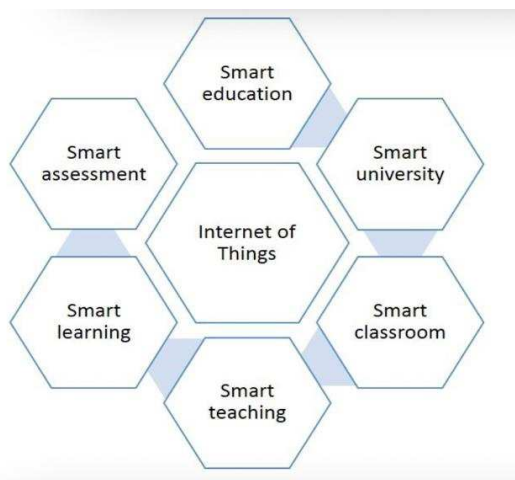 Smart
education
Smart
university
Smart
classroom
Smart
teaching
Smart
learning
Smart
assessment
Internet of
Things